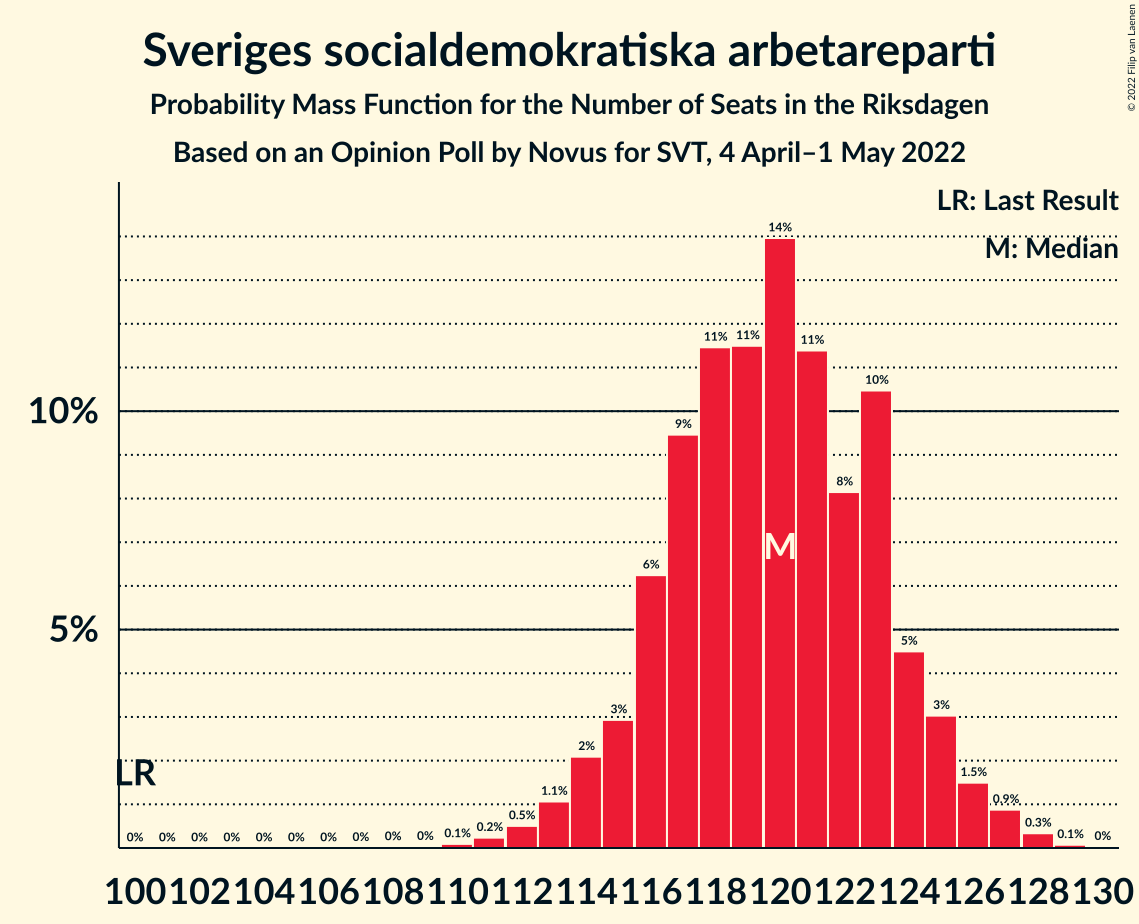 Sveriges socialdemokratiska arbetareparti
Probability Mass Function for the Number of Seats in the Riksdagen
Based on an Opinion Poll by Novus for SVT, 4 April–1 May 2022
© 2022 Filip van Laenen
LR: Last Result
M: Median
10%
5%
LR
M
0% 0% 0% 0% 0% 0% 0% 0% 0% 0% 0.1% 0.2% 0.5% 1.1% 2% 3% 6% 9% 11% 11% 14% 11% 8% 10% 5% 3% 1.5% 0.9% 0.3% 0.1% 0%
100 102 104 106 108 110 112 114 116 118 120 122 124 126 128 130